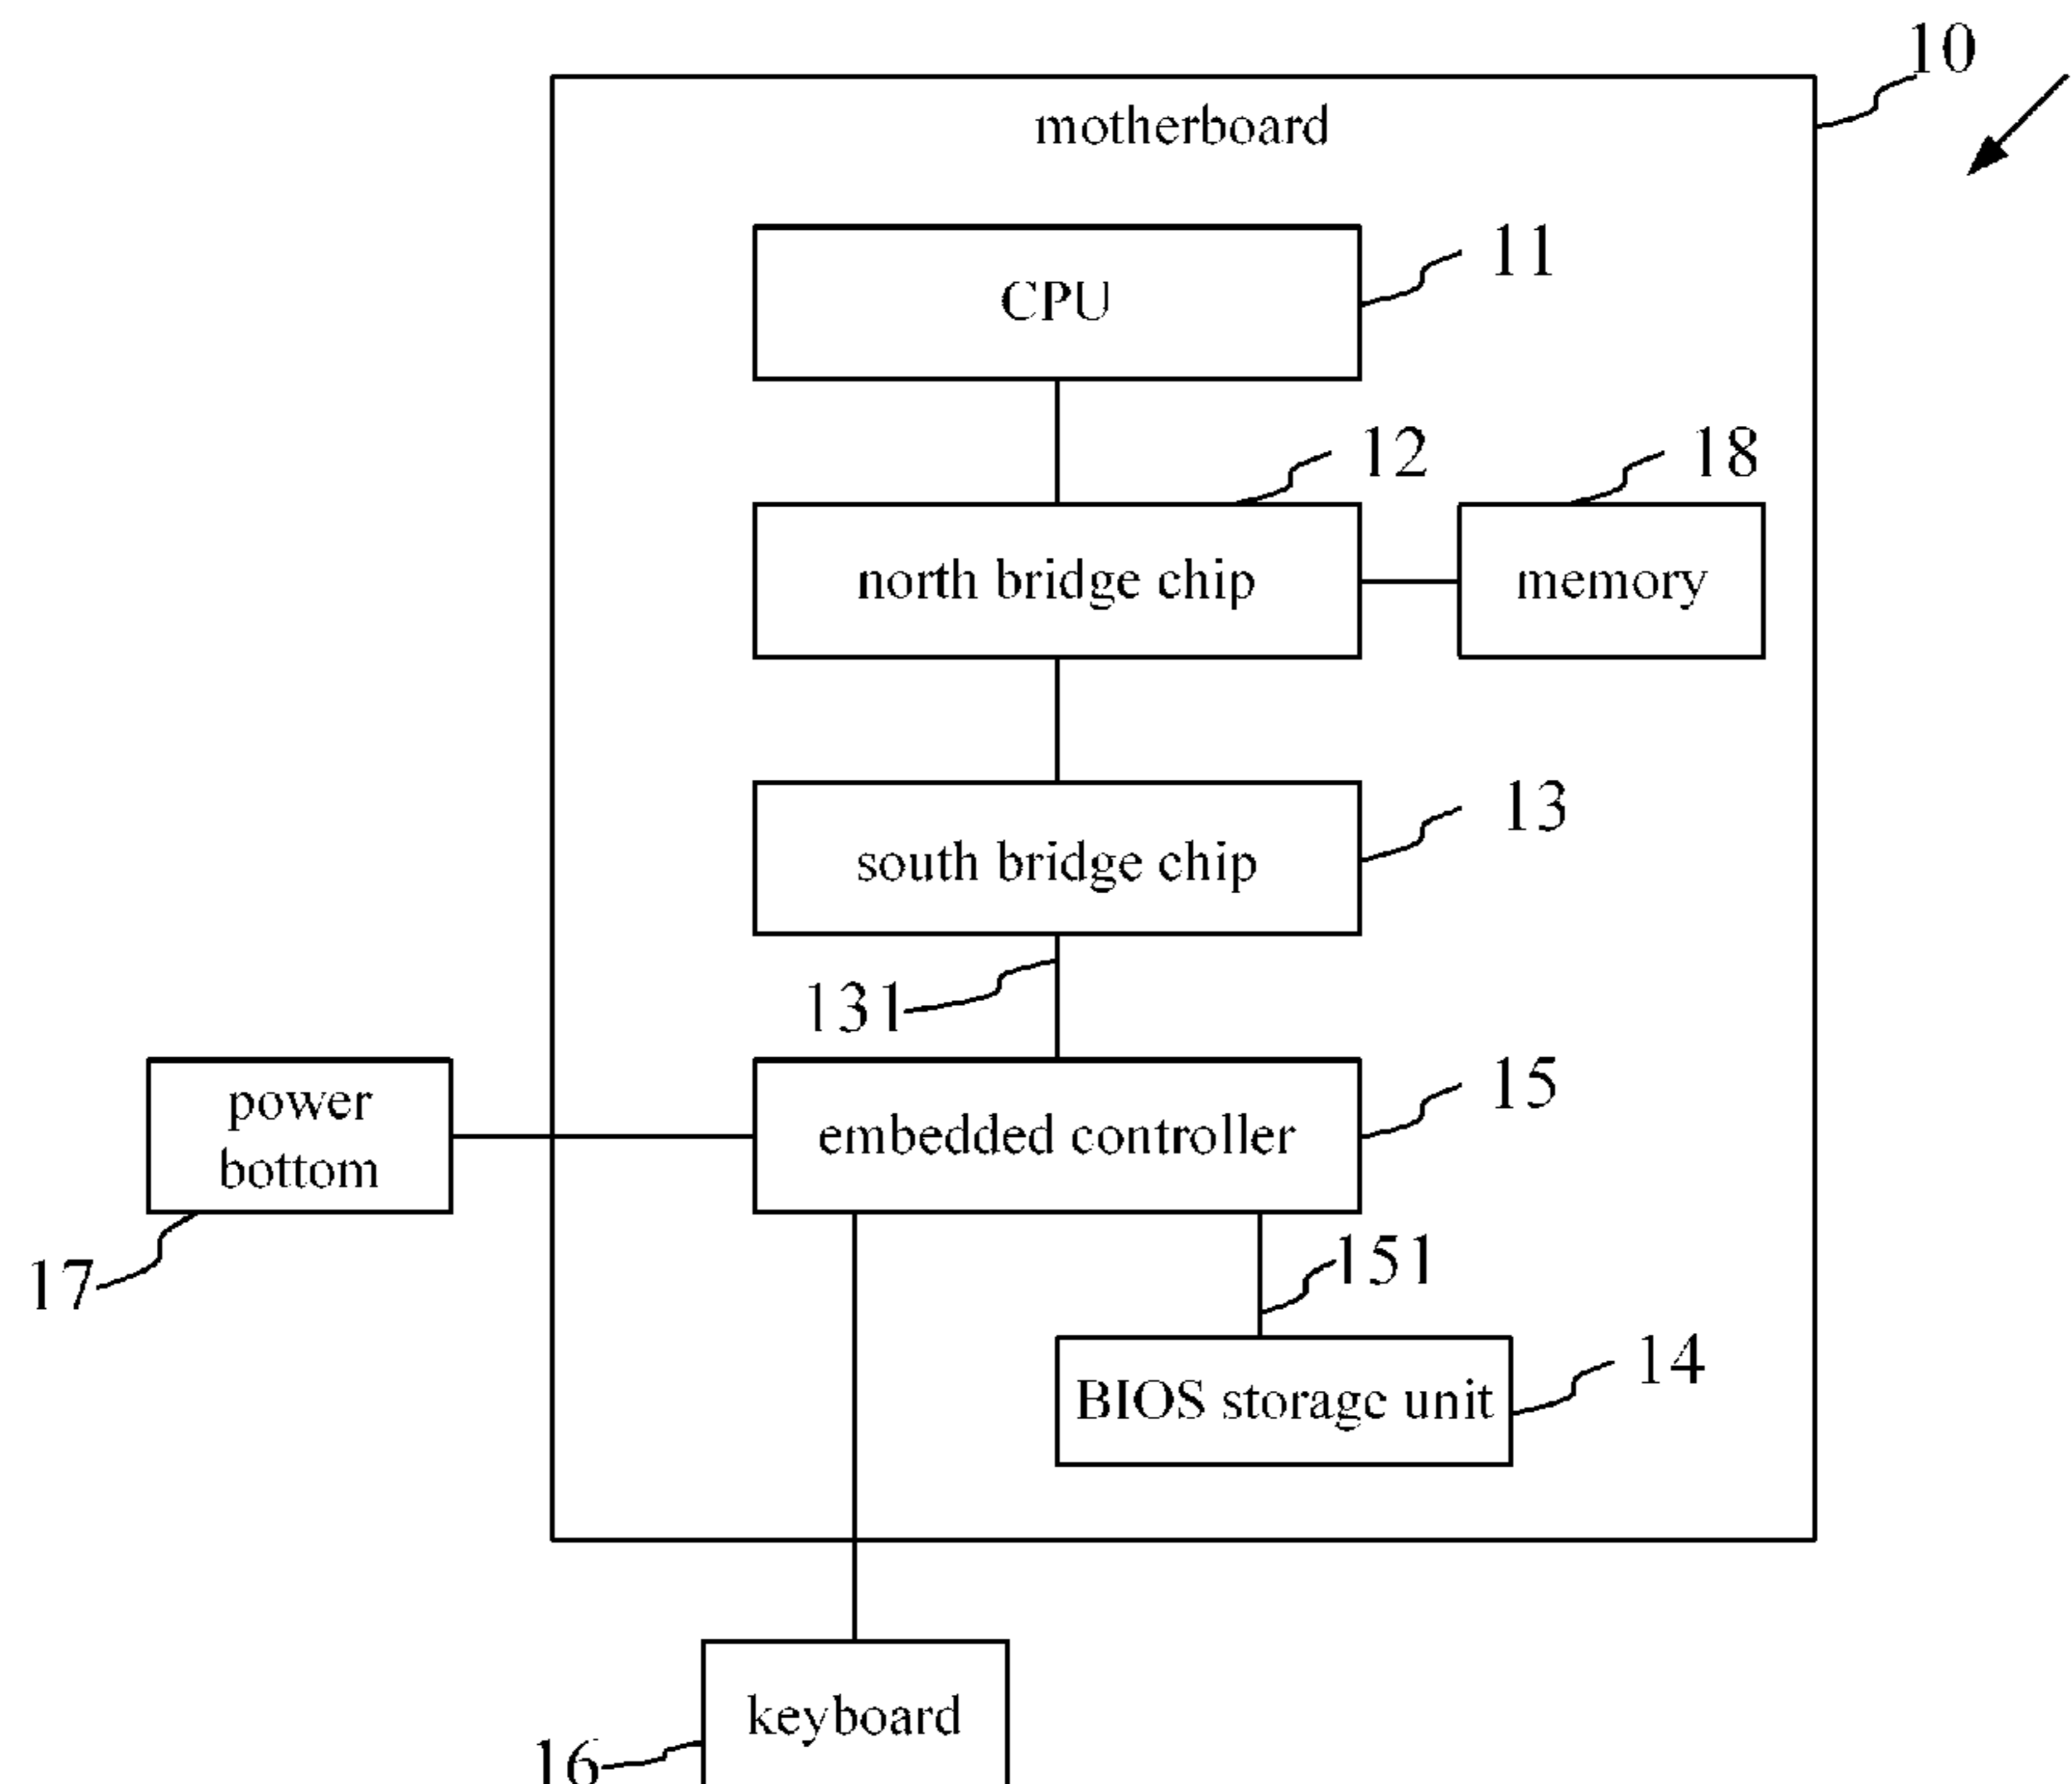 10
motherboard
11
CPU
12
18
north bridge chip
memory
13
south bridge chip
131
15
power
bottom
embedded controller
17
151
14
BIOS storage unit
keyboard
16